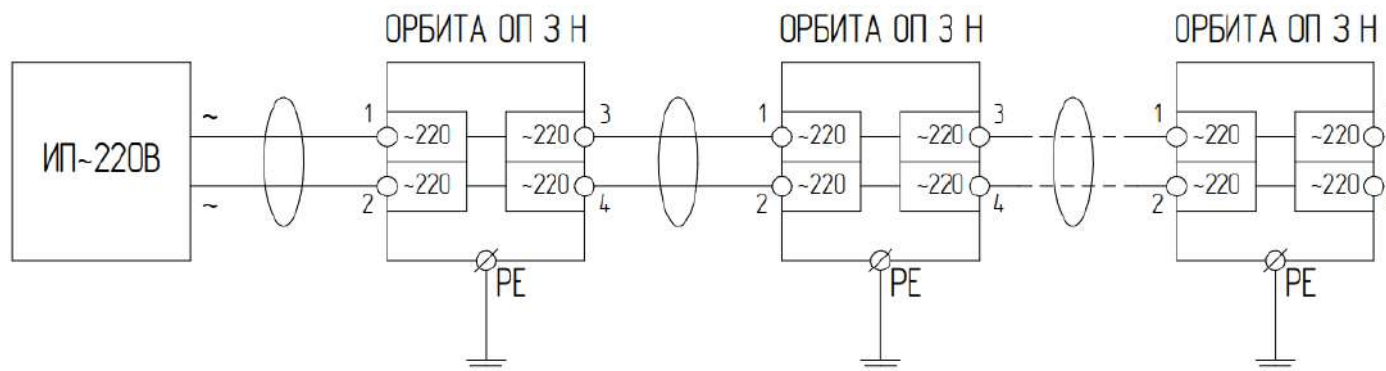 ОРБИТА ОП 3 Н ОРБИТА ОП 3 Н ОРБИТА ОП 3 Н
~ 1 3 1 3 1
~220 ~220 ~220 ~220 ~220 ~220
ИП~220В
~220 ~220 ~220 ~220 ~220 ~220
~ 2 4 2 4 2
PE PE PE